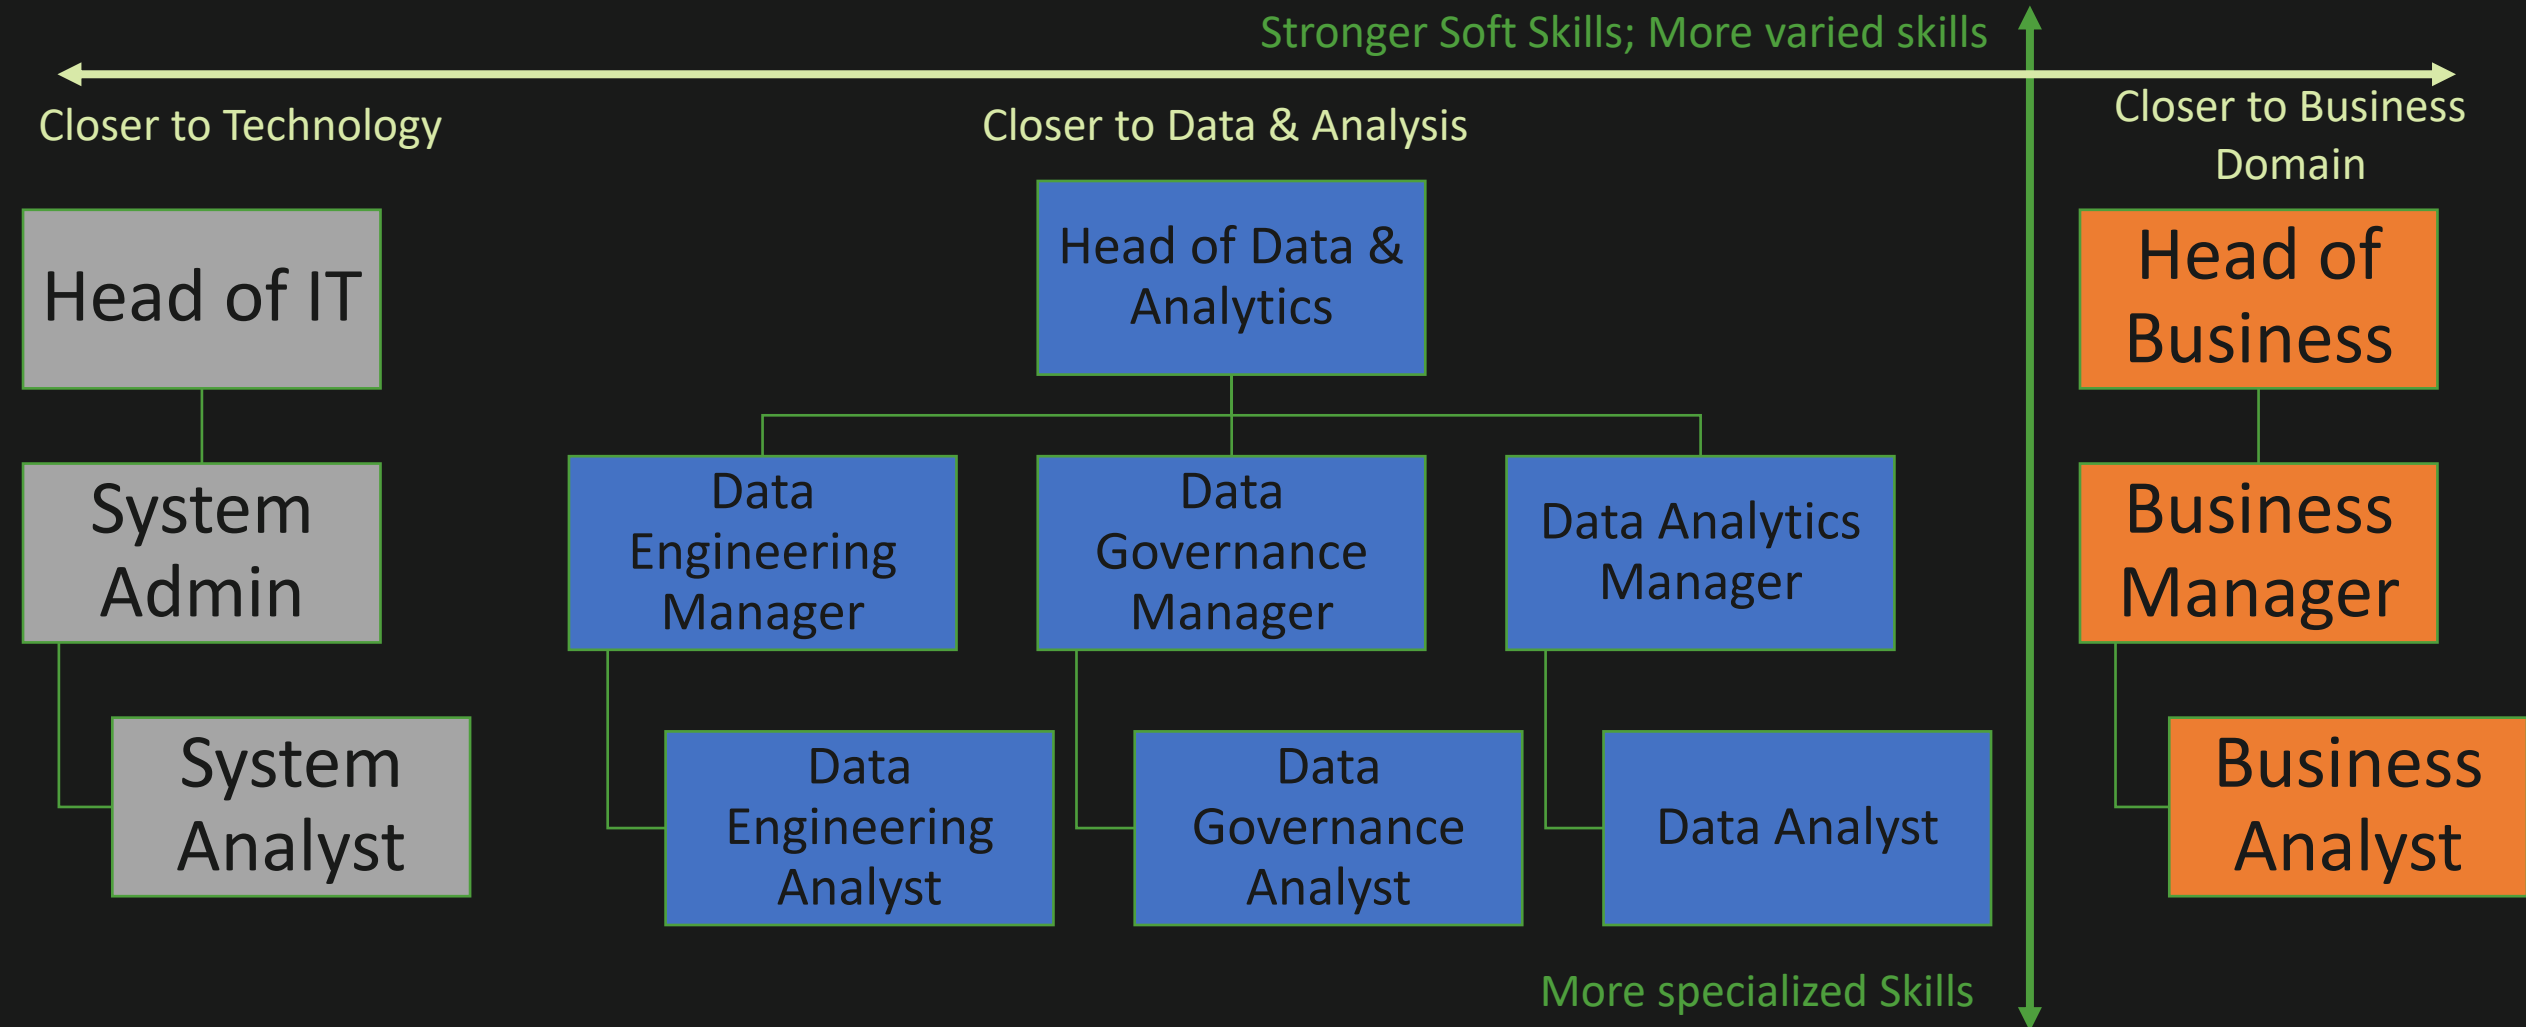 Stronger Soft Skills; More varied skills
Closer to Technology
Closer to Data & Analysis
Closer to Business
Domain
Head of IT
Head of Data &
Analytics
Head of
Business
System
Admin
Data
Engineering
Manager
Data
Governance
Manager
Data Analytics
Manager
Business
Manager
System
Analyst
Data
Engineering
Analyst
Data
Governance
Analyst
Data Analyst
Business
Analyst
More specialized Skills